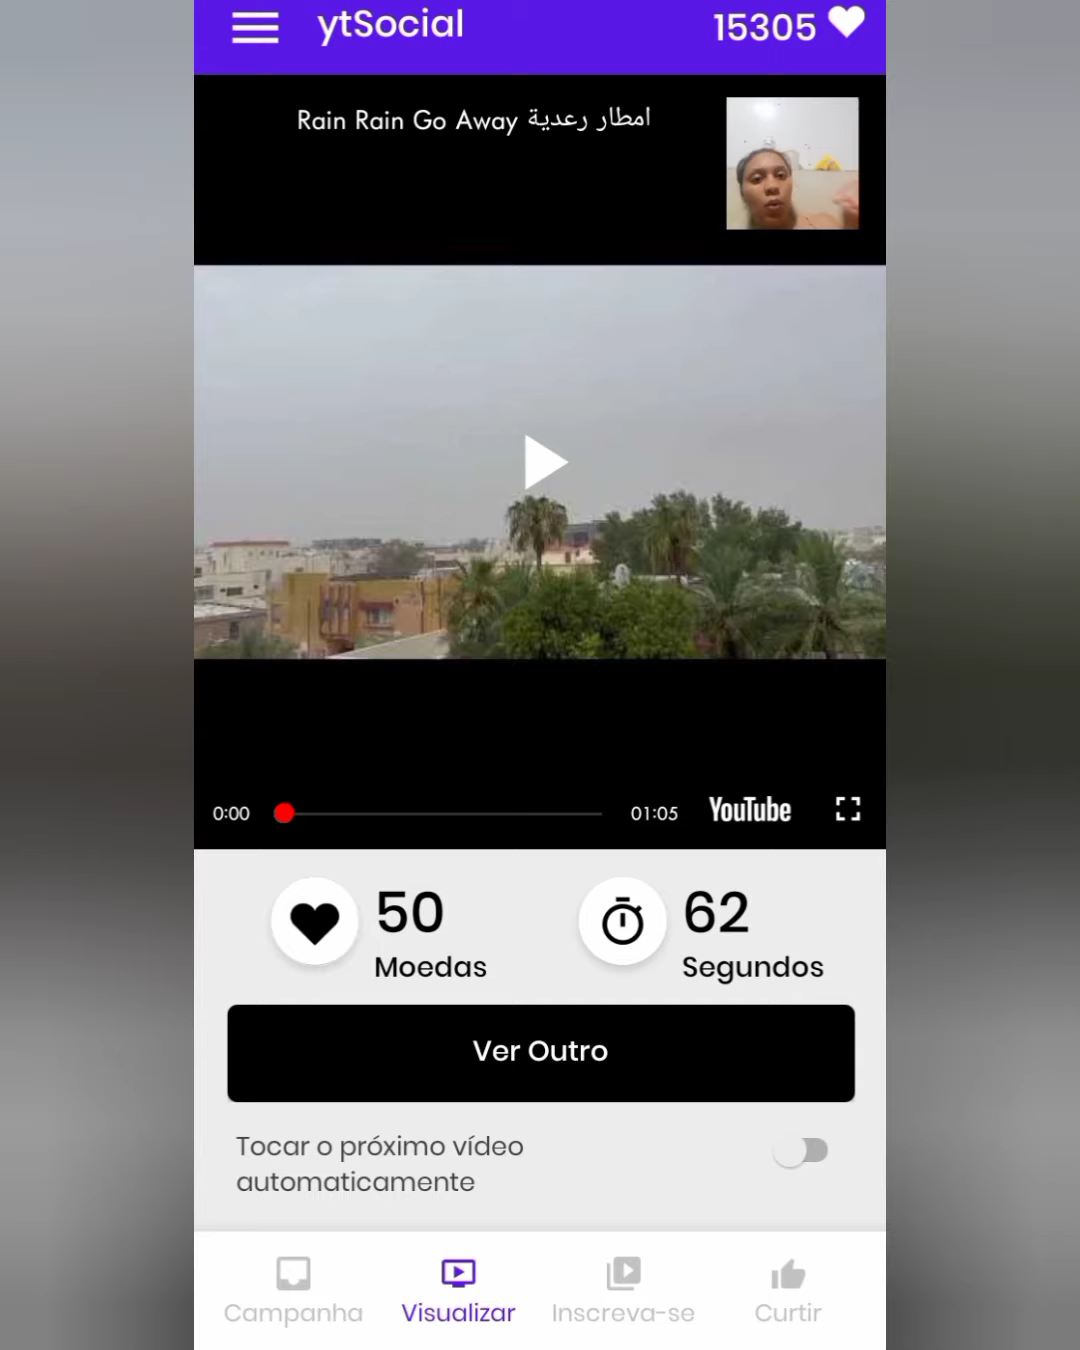 ytSocial
15305
Rain Rain Go Away امطار رعدية
0:00
01:05
YouTube
50
Moedas
62
Segundos
Ver Outro
Tocar o próximo vídeo
automaticamente
Campanha
Visualizar
Inscreva-se
Curtir